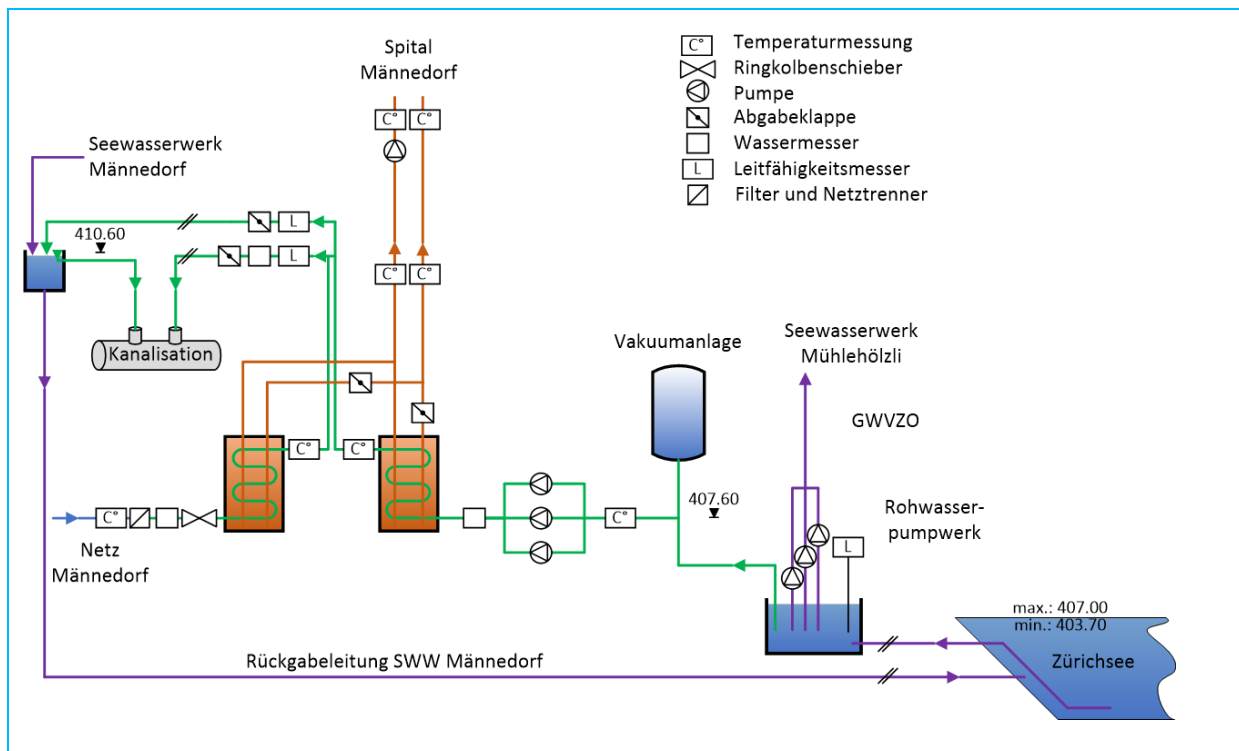 Spital
Männedorf
C°
Temperaturmessung
Ringkolbenschieber
Pumpe
Abgabeklappe
Wassermesser
L
Leitfähigkeitsmesser
Filter und Netztrenner
C°
C°
Seewasserwerk
Männedorf
L
410.60
L
C°
C°
Kanalisation
Vakuumanlage
Seewasserwerk
Mühlehölzli
GWVZO
C°
C°
407.60
Rohwasser-
pumpwerk
C°
C°
L
Netz
Männedorf
max.: 407.00
min.: 403.70
Rückgabeleitung SWW Männedorf
Zürichsee